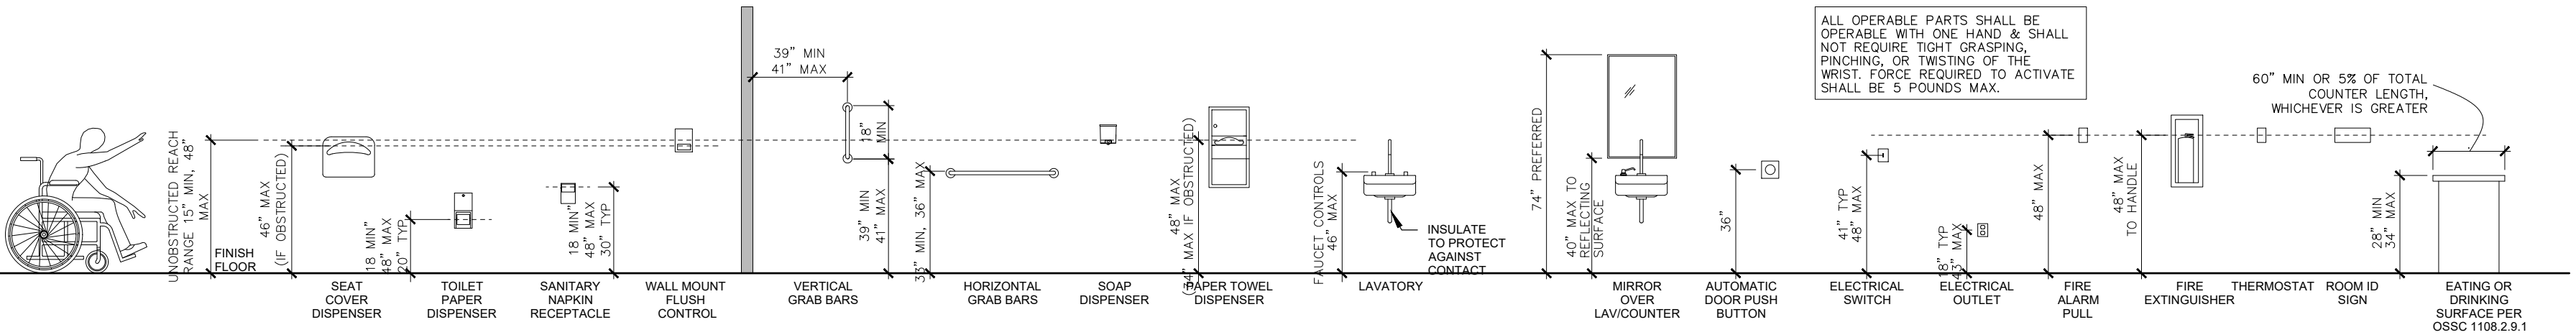 UNOBSTRUCTED REACH
RANGE 15" MIN, 48"
MAX
FINISH
FLOOR
46" MAX
(IF OBSTRUCTED)
SEAT
COVER
DISPENSER
18 MIN"
48" MAX
20" TYP
TOILET
PAPER
DISPENSER
18 MIN"
48" MAX
30" TYP
SANITARY
NAPKIN
RECEPTACLE
WALL MOUNT
FLUSH
CONTROL
39" MIN
41" MAX
18"
MIN
39" MIN
41" MAX
VERTICAL
GRAB BARS
33" MIN, 36" MAX
HORIZONTAL
GRAB BARS
SOAP
DISPENSER
48" MAX
MAX IF OBSTRUCTED)
PAPER TOWEL
DISPENSER
FAUCET CONTROLS
46" MAX
INSULATE
TO PROTECT
AGAINST
CONTACT
LAVATORY
74" PREFERRED
40" MAX TO
REFLECTING
SURFACE
MIRROR
OVER
LAV/COUNTER
36"
AUTOMATIC
DOOR PUSH
BUTTON
ALL OPERABLE PARTS SHALL BE
OPERABLE WITH ONE HAND & SHALL
NOT REQUIRE TIGHT GRASPING,
PINCHING, OR TWISTING OF THE
WRIST. FORCE REQUIRED TO ACTIVATE
SHALL BE 5 POUNDS MAX.
41" TYP
48" MAX
ELECTRICAL
SWITCH
18" TYP
43" MAX
ELECTRICAL
OUTLET
48" MAX
FIRE
ALARM
PULL
48" MAX
TO HANDLE
FIRE
EXTINGUISHER
THERMOSTAT
ROOM ID
SIGN
60" MIN OR 5% OF TOTAL
COUNTER LENGTH,
WHICHEVER IS GREATER
28" MIN
34" MAX
EATING OR
DRINKING
SURFACE PER
OSSC 1108.2.9.1